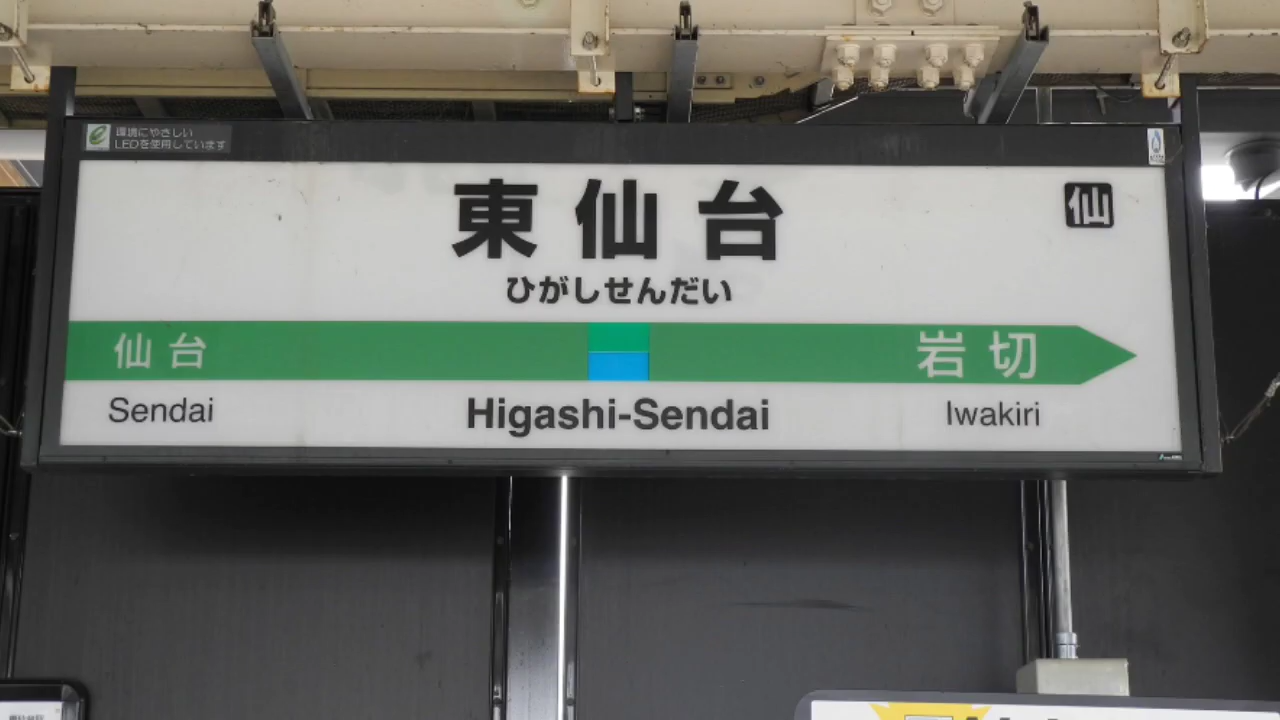 環境にやさしい
LEDを使用しています
東仙台
仙
ひがしせんだい
仙台 岩切
Sendai Higashi-Sendai Iwakiri